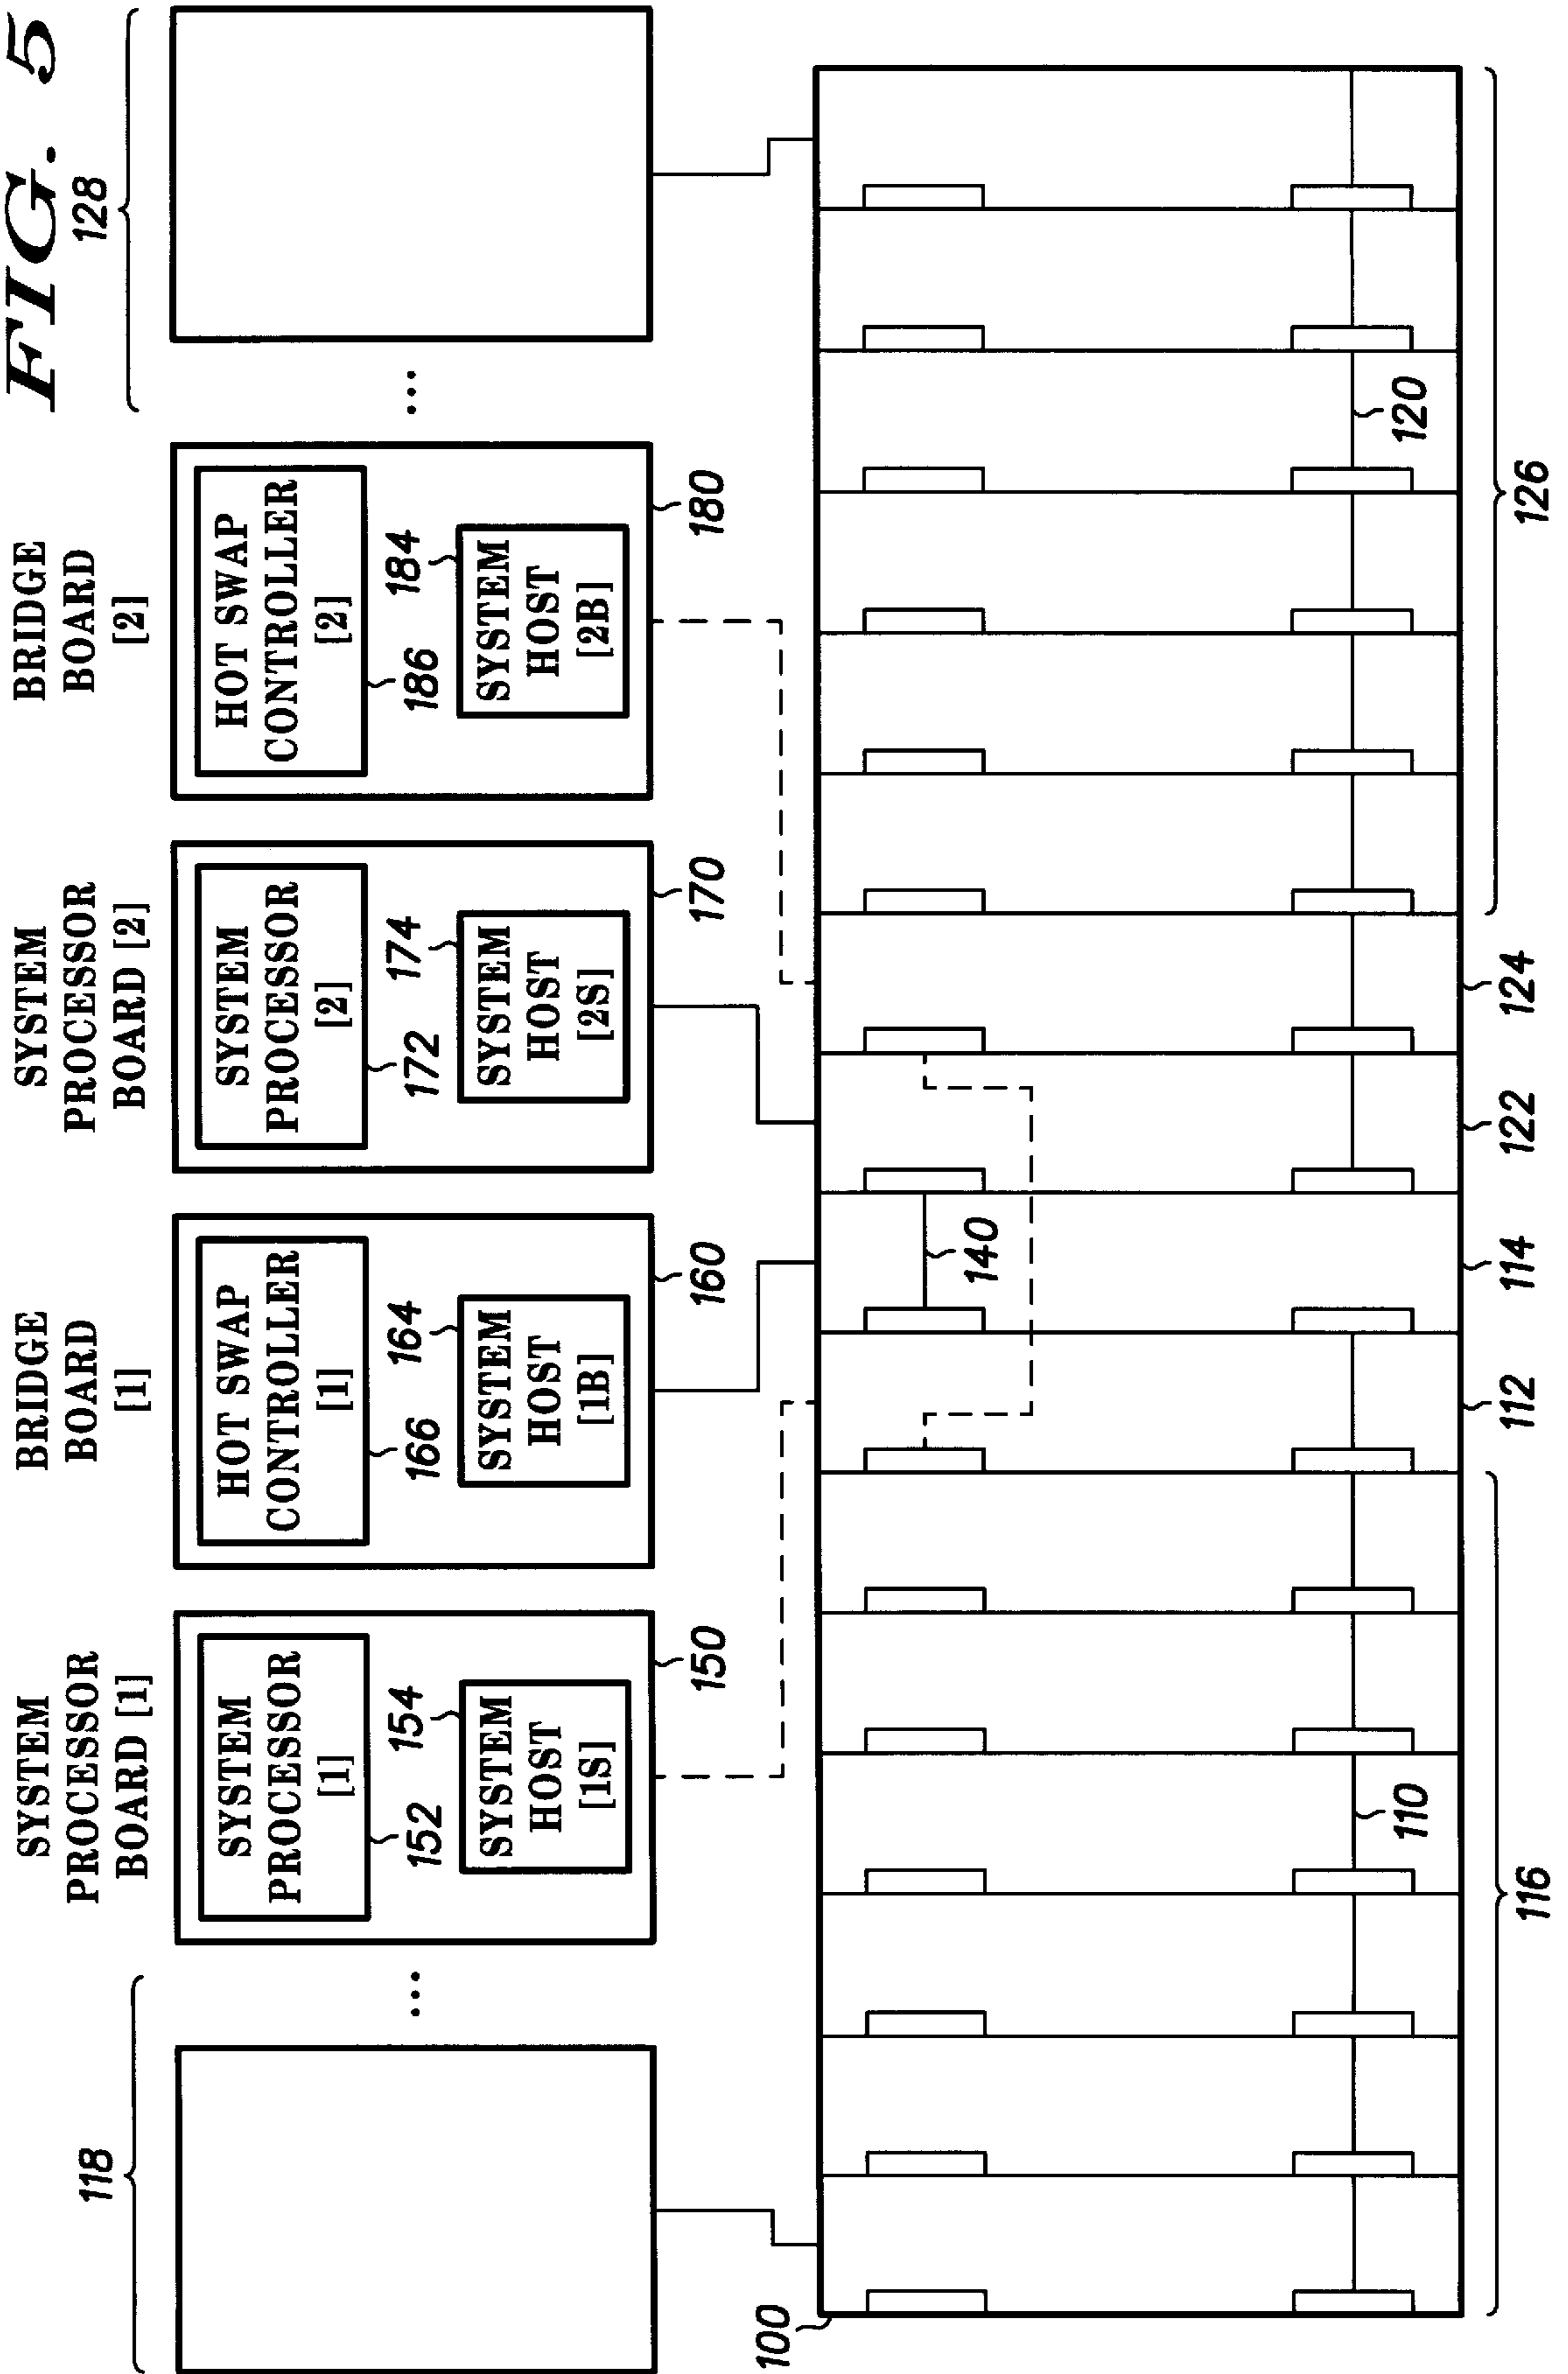 FIG. 5
118
128
SYSTEM
PROCESSOR
BOARD [1]
BRIDGE
BOARD
[1]
SYSTEM
PROCESSOR
BOARD [2]
BRIDGE
BOARD
[2]
...
SYSTEM
PROCESSOR
[1]
152
154
SYSTEM
HOST
[1S]
150
HOT SWAP
CONTROLLER
[1]
166
164
SYSTEM
HOST
[1B]
160
SYSTEM
PROCESSOR
[2]
172
174
SYSTEM
HOST
[2S]
170
HOT SWAP
CONTROLLER
[2]
186
184
SYSTEM
HOST
[2B]
180
...
100
140
110
120
116
112
114
122
124
126